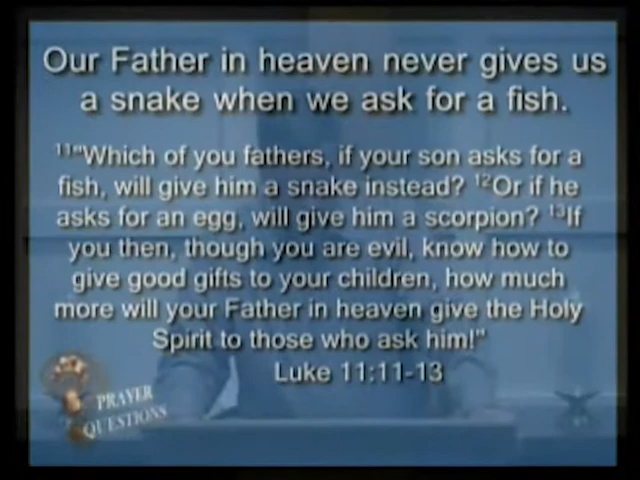 Our Father in heaven never gives us
a snake when we ask for a fish.
¹¹"Which of you fathers, if your son asks for a
fish, will give him a snake instead? ¹²Or if he
asks for an egg, will give him a scorpion? ¹³If
you then, though you are evil, know how to
give good gifts to your children, how much
more will your Father in heaven give the Holy
Spirit to those who ask him!"
Luke 11:11-13
PRAYER
QUESTIONS